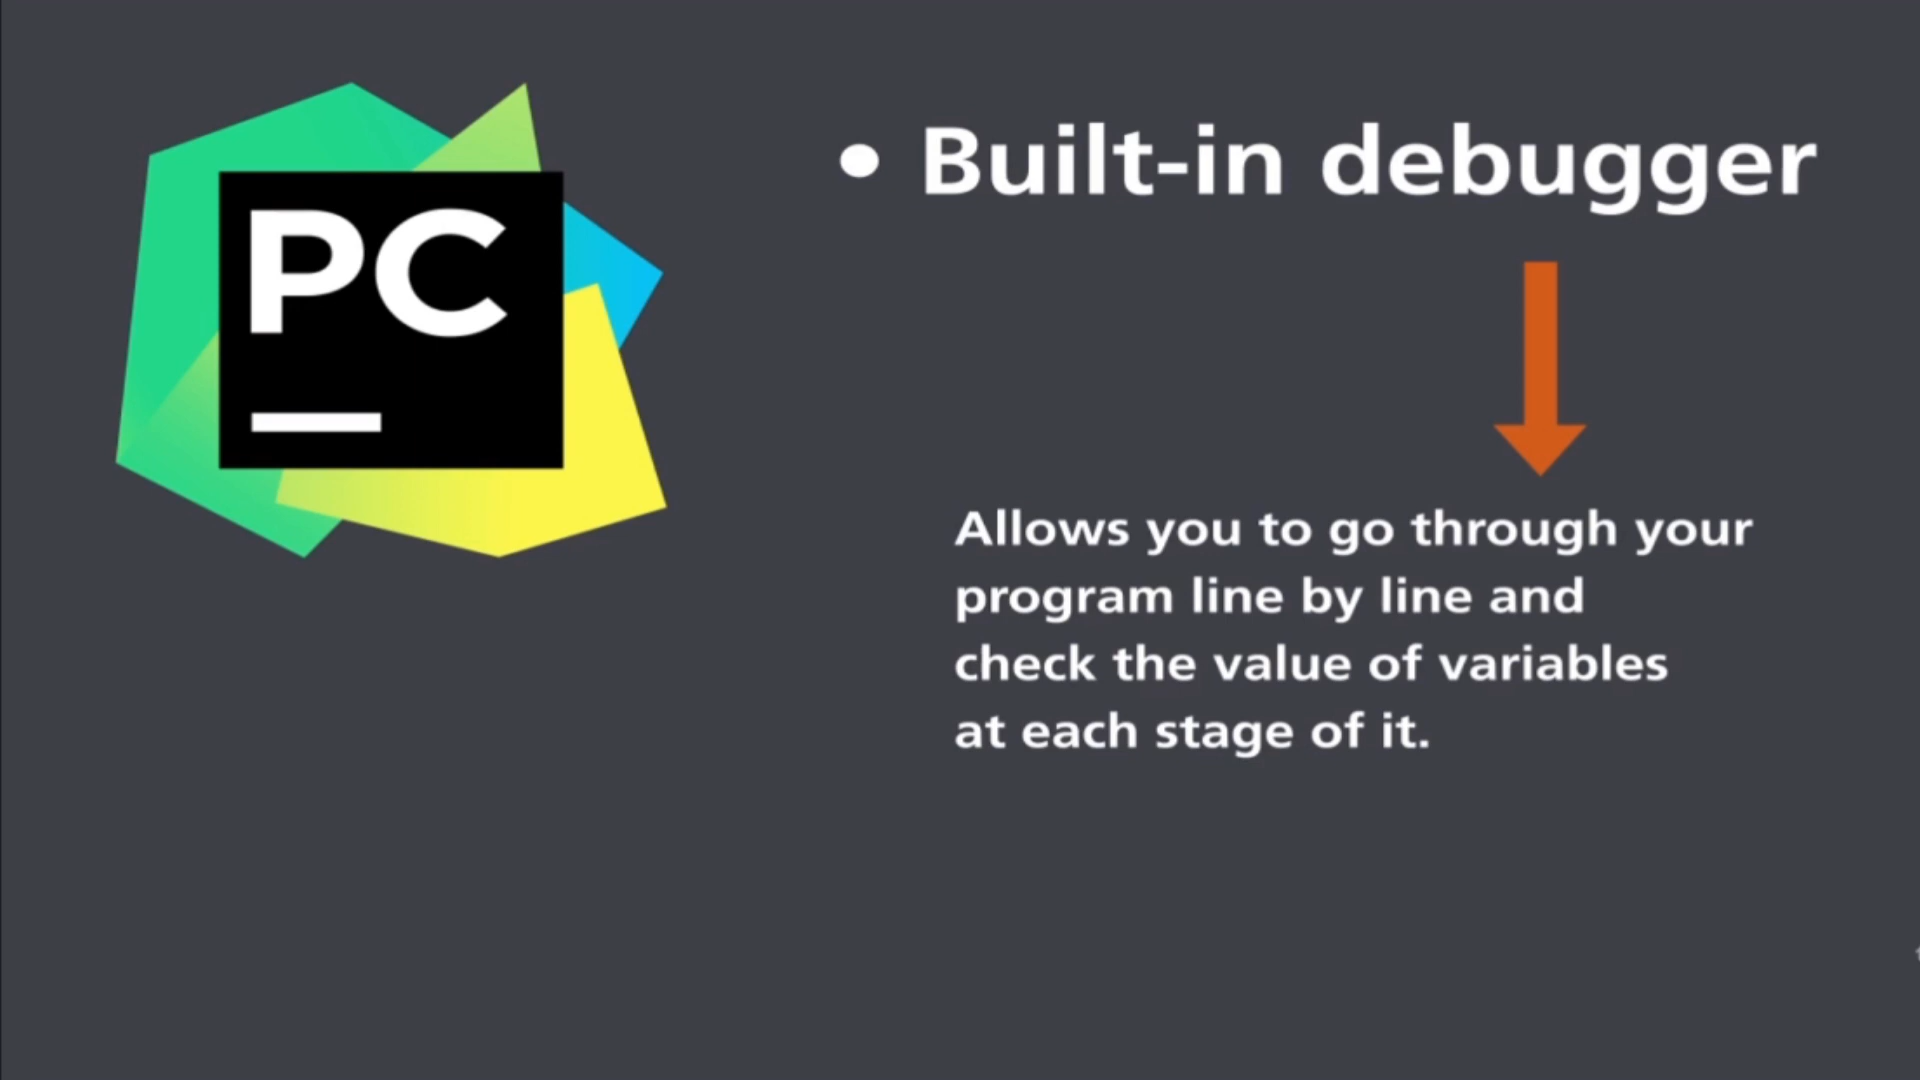 PC
• Built-in debugger
Allows you to go through your
program line by line and
check the value of variables
at each stage of it.